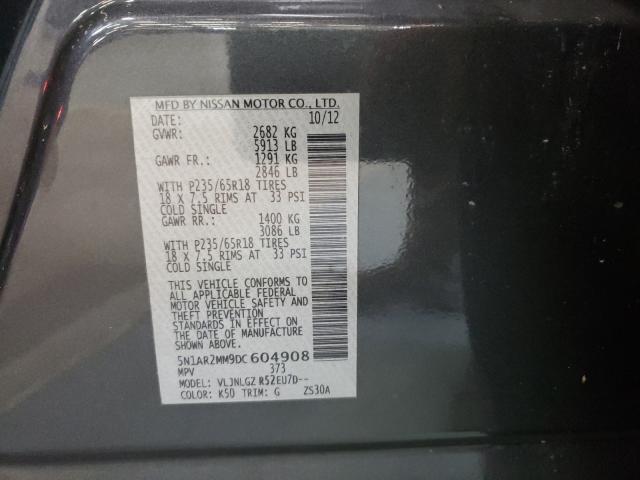 MFD BY NISSAN MOTOR CO., LTD.
DATE: 10/12
GVWR: 2682 KG
5913 LB
GAWR FR.: 1291 KG
2846 LB
WITH P235/65R18 TIRES
18 X 7.5 RIMS AT 33 PSI
COLD SINGLE
GAWR RR.: 1400 KG
3086 LB
WITH P235/65R18 TIRES
18 X 7.5 RIMS AT 33 PSI
COLD SINGLE
THIS VEHICLE CONFORMS TO
ALL APPLICABLE FEDERAL
MOTOR VEHICLE SAFETY AND
THEFT PREVENTION
STANDARDS IN EFFECT ON
THE DATE OF MANUFACTURE
SHOWN ABOVE.
5N1AR2MM9DC604908
MPV 373
MODEL: VLJNLGZ R52EU7D--
COLOR: K50 TRIM: G ZS30A